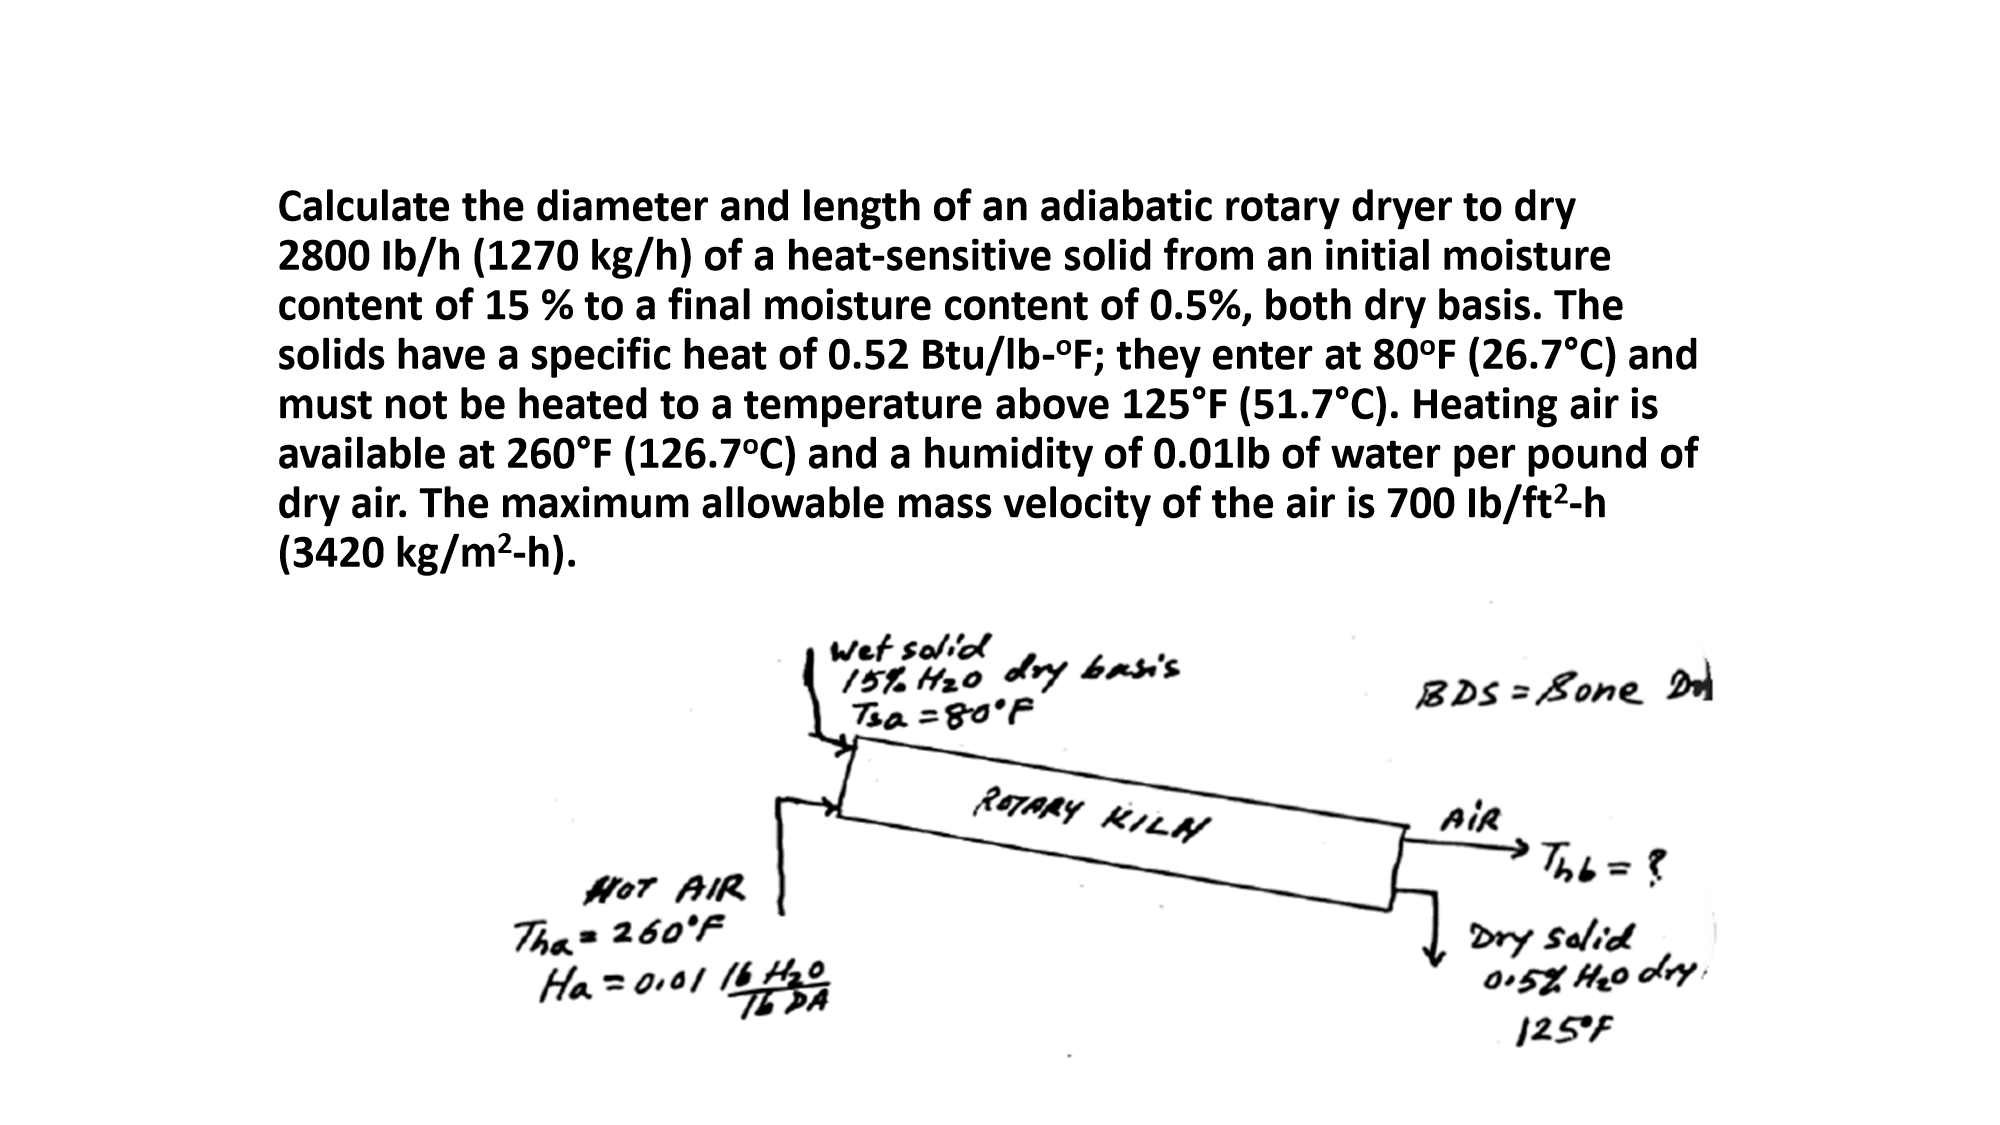 Calculate the diameter and length of an adiabatic rotary dryer to dry
2800 Ib/h (1270 kg/h) of a heat-sensitive solid from an initial moisture
content of 15 % to a final moisture content of 0.5%, both dry basis. The
solids have a specific heat of 0.52 Btu/lb-ºF; they enter at 80ºF (26.7°C) and
must not be heated to a temperature above 125°F (51.7°C). Heating air is
available at 260°F (126.7ºC) and a humidity of 0.01lb of water per pound of
dry air. The maximum allowable mass velocity of the air is 700 Ib/ft²-h
(3420 kg/m²-h).
Wet solid
15% H2O dry basis
Tsa = 80°F
BDS = Bone
ROTARY KILN
AIR
Thb = ?
HOT AIR
Tha = 260°F
Ha = 0.01 lb H2O
lb DA
Dry solid
0.5% H2O dry
125°F